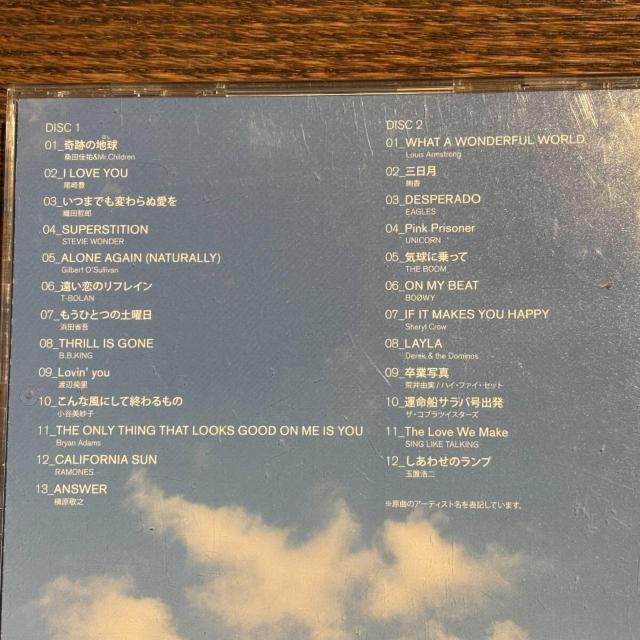 DISC 1
01_奇跡の地球
桑田佳祐&Mr.Children
02_I LOVE YOU
尾崎豊
03_いつまでも変わらぬ愛を
織田哲郎
04_SUPERSTITION
STEVIE WONDER
05_ALONE AGAIN (NATURALLY)
Gilbert O'Sullivan
06_遠い恋のリフレイン
T-BOLAN
07_もうひとつの土曜日
浜田省吾
08_THRILL IS GONE
B.B.KING
09_Lovin' you
渡辺美里
10_こんな風にして終わるもの
小谷美紗子
11_THE ONLY THING THAT LOOKS GOOD ON ME IS YOU
Bryan Adams
12_CALIFORNIA SUN
RAMONES
13_ANSWER
槇原敬之
DISC 2
01_WHAT A WONDERFUL WORLD
Louis Armstrong
02_三日月
絢香
03_DESPERADO
EAGLES
04_Pink Prisoner
UNICORN
05_気球に乗って
THE BOOM
06_ON MY BEAT
BOØWY
07_IF IT MAKES YOU HAPPY
Sheryl Crow
08_LAYLA
Derek & the Dominos
09_卒業写真
荒井由実/ハイ・ファイ・セット
10_運命船サラバ号出発
ザ・コブラツイスターズ
11_The Love We Make
SING LIKE TALKING
12_しあわせのランプ
玉置浩二
※原曲のアーティスト名を表記しています。